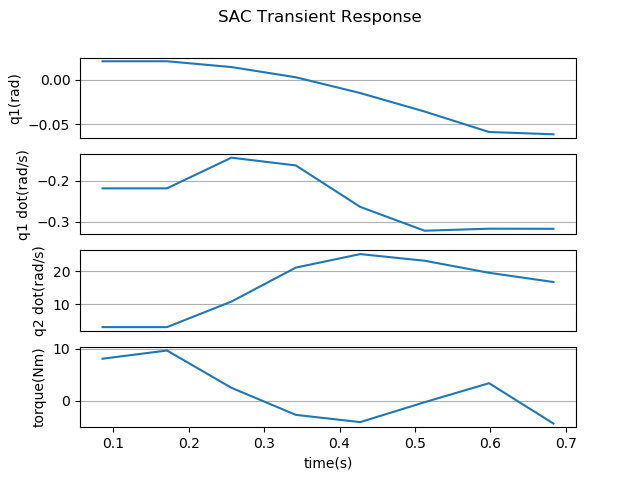 SAC Transient Response
q1(rad)
0.00
−0.05
q1 dot(rad/s)
−0.2
−0.3
q2 dot(rad/s)
20
10
torque(Nm)
10
0
0.1 0.2 0.3 0.4 0.5 0.6 0.7
time(s)